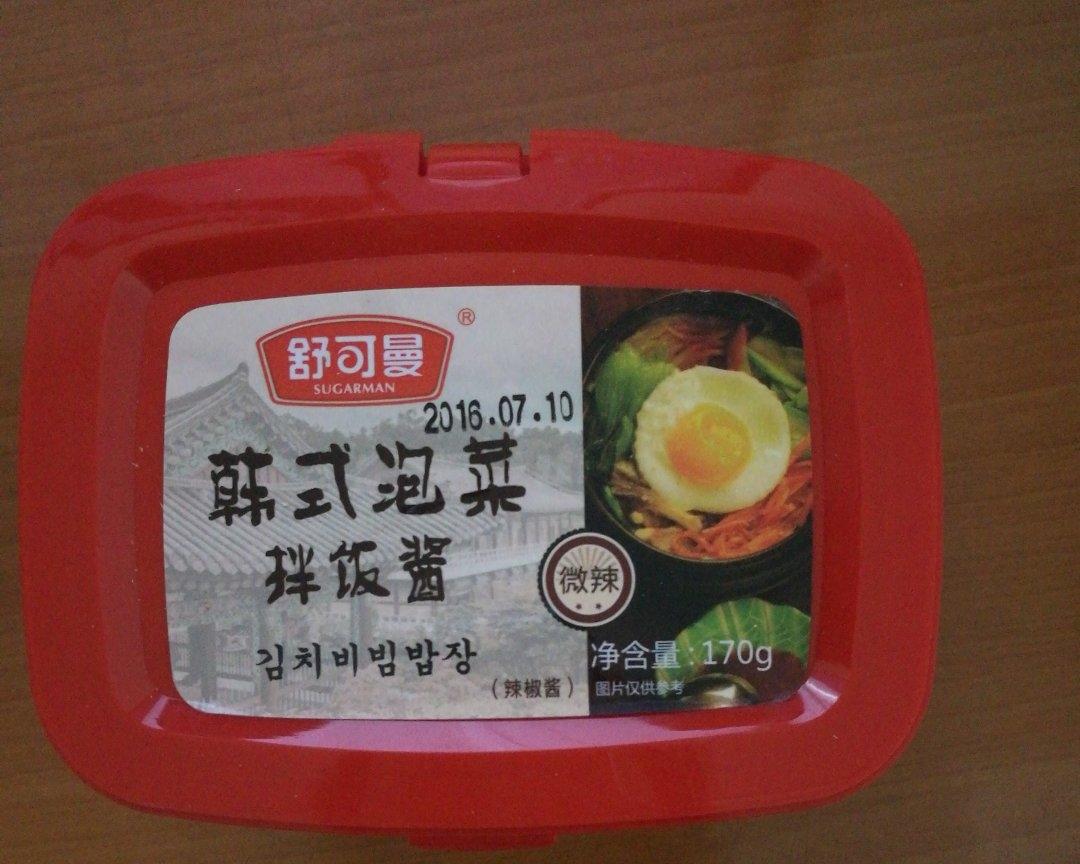 舒可曼
®
SUGARMAN
2016.07.10
韩式泡菜
拌饭酱
微辣
김치비빔밥장
（辣椒酱）
净含量：170g
图片仅供参考